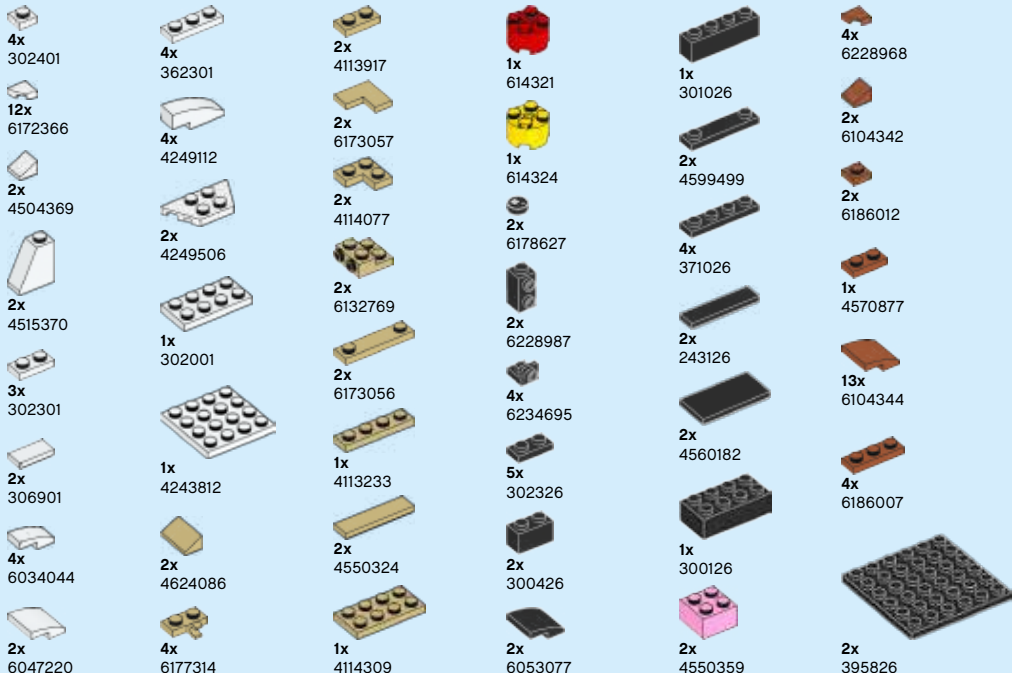 4x
302401
12x
6172366
2x
4504369
2x
4515370
3x
302301
2x
306901
4x
6034044
2x
6047220
4x
362301
4x
4249112
2x
4249506
1x
302001
1x
4243812
2x
4624086
4x
6177314
2x
4113917
2x
6173057
2x
4114077
2x
6132769
2x
6173056
1x
4113233
2x
4550324
1x
4114309
1x
614321
1x
614324
2x
6178627
2x
6228987
4x
6234695
5x
302326
2x
300426
2x
6053077
1x
301026
2x
4599499
4x
371026
2x
243126
2x
4560182
1x
300126
2x
4550359
4x
6228968
2x
6104342
2x
6186012
1x
4570877
13x
6104344
4x
6186007
2x
395826